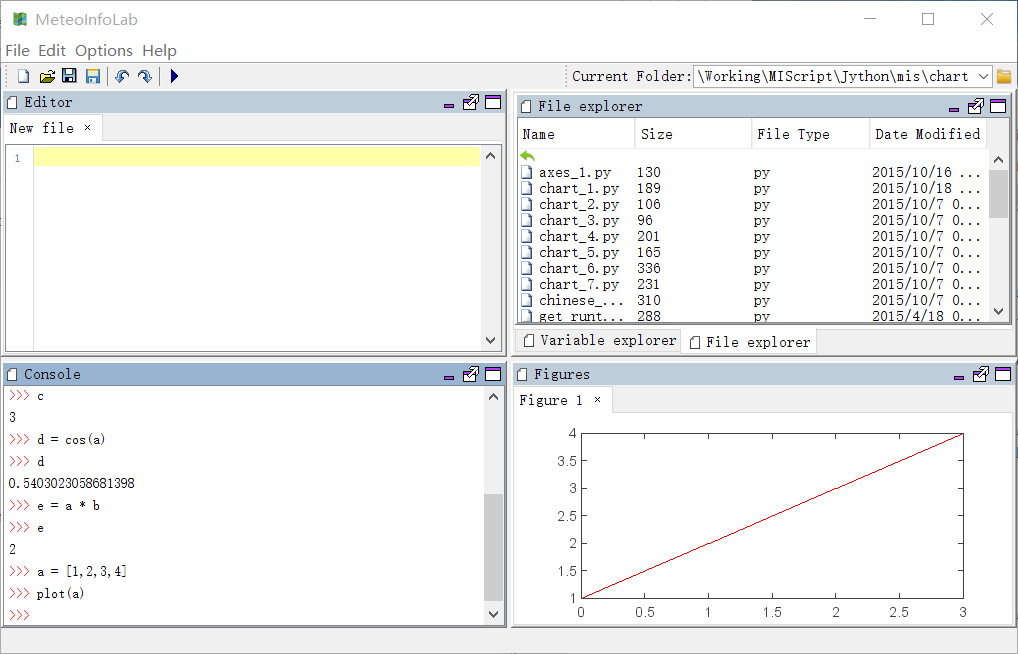 MeteoInfoLab
File Edit Options Help
Current Folder: \Working\MIScript\Jython\mis\chart
Editor
New file ×
1
File explorer
Name Size File Type Date Modified
axes_1.py 130 py 2015/10/16 ...
chart_1.py 189 py 2015/10/18 ...
chart_2.py 106 py 2015/10/7 0...
chart_3.py 96 py 2015/10/7 0...
chart_4.py 201 py 2015/10/7 0...
chart_5.py 165 py 2015/10/7 0...
chart_6.py 336 py 2015/10/7 0...
chart_7.py 231 py 2015/10/7 0...
chinese_... 310 py 2015/10/7 0...
get_runt... 288 py 2015/4/18 0...
Variable explorer File explorer
Console
>>> c
3
>>> d = cos(a)
>>> d
0.5403023058681398
>>> e = a * b
>>> e
2
>>> a = [1,2,3,4]
>>> plot(a)
>>>
Figures
Figure 1 ×
4
3.5
3
2.5
2
1.5
1
0 0.5 1 1.5 2 2.5 3